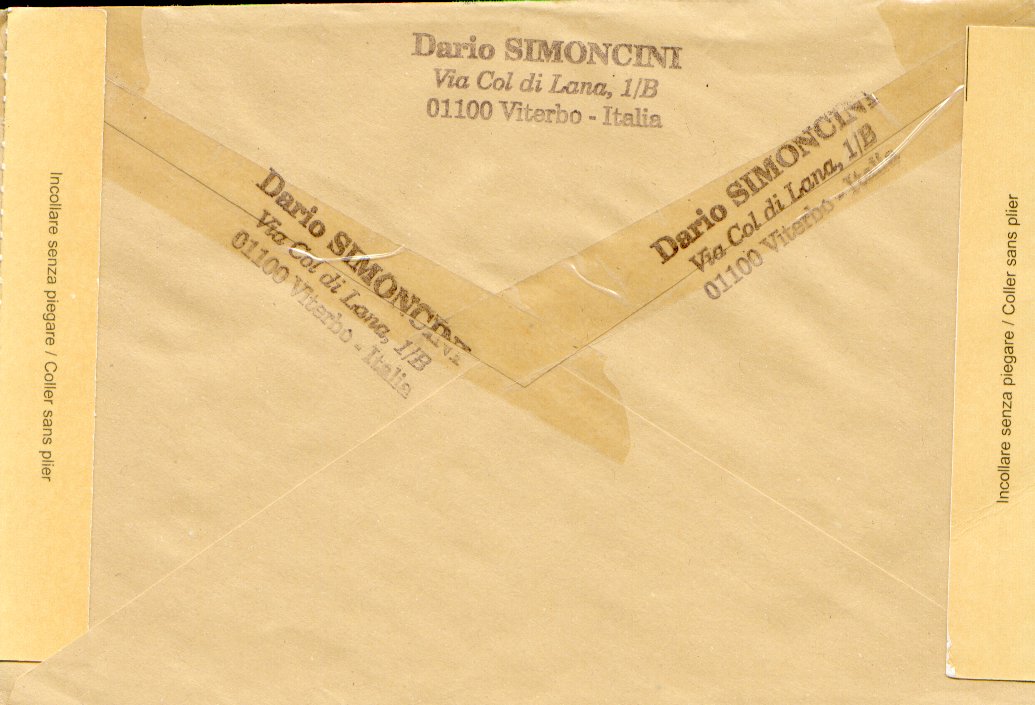 Dario SIMONCINI
Via Col di Lana, 1/B
01100 Viterbo - Italia
Dario SIMONCINI
Via Col di Lana, 1/B
01100 Viterbo - Italia
Dario SIMONCINI
Via Col di Lana, 1/B
01100 Viterbo - Italia
Incollare senza piegare / Coller sans plier
Incollare senza piegare / Coller sans plier